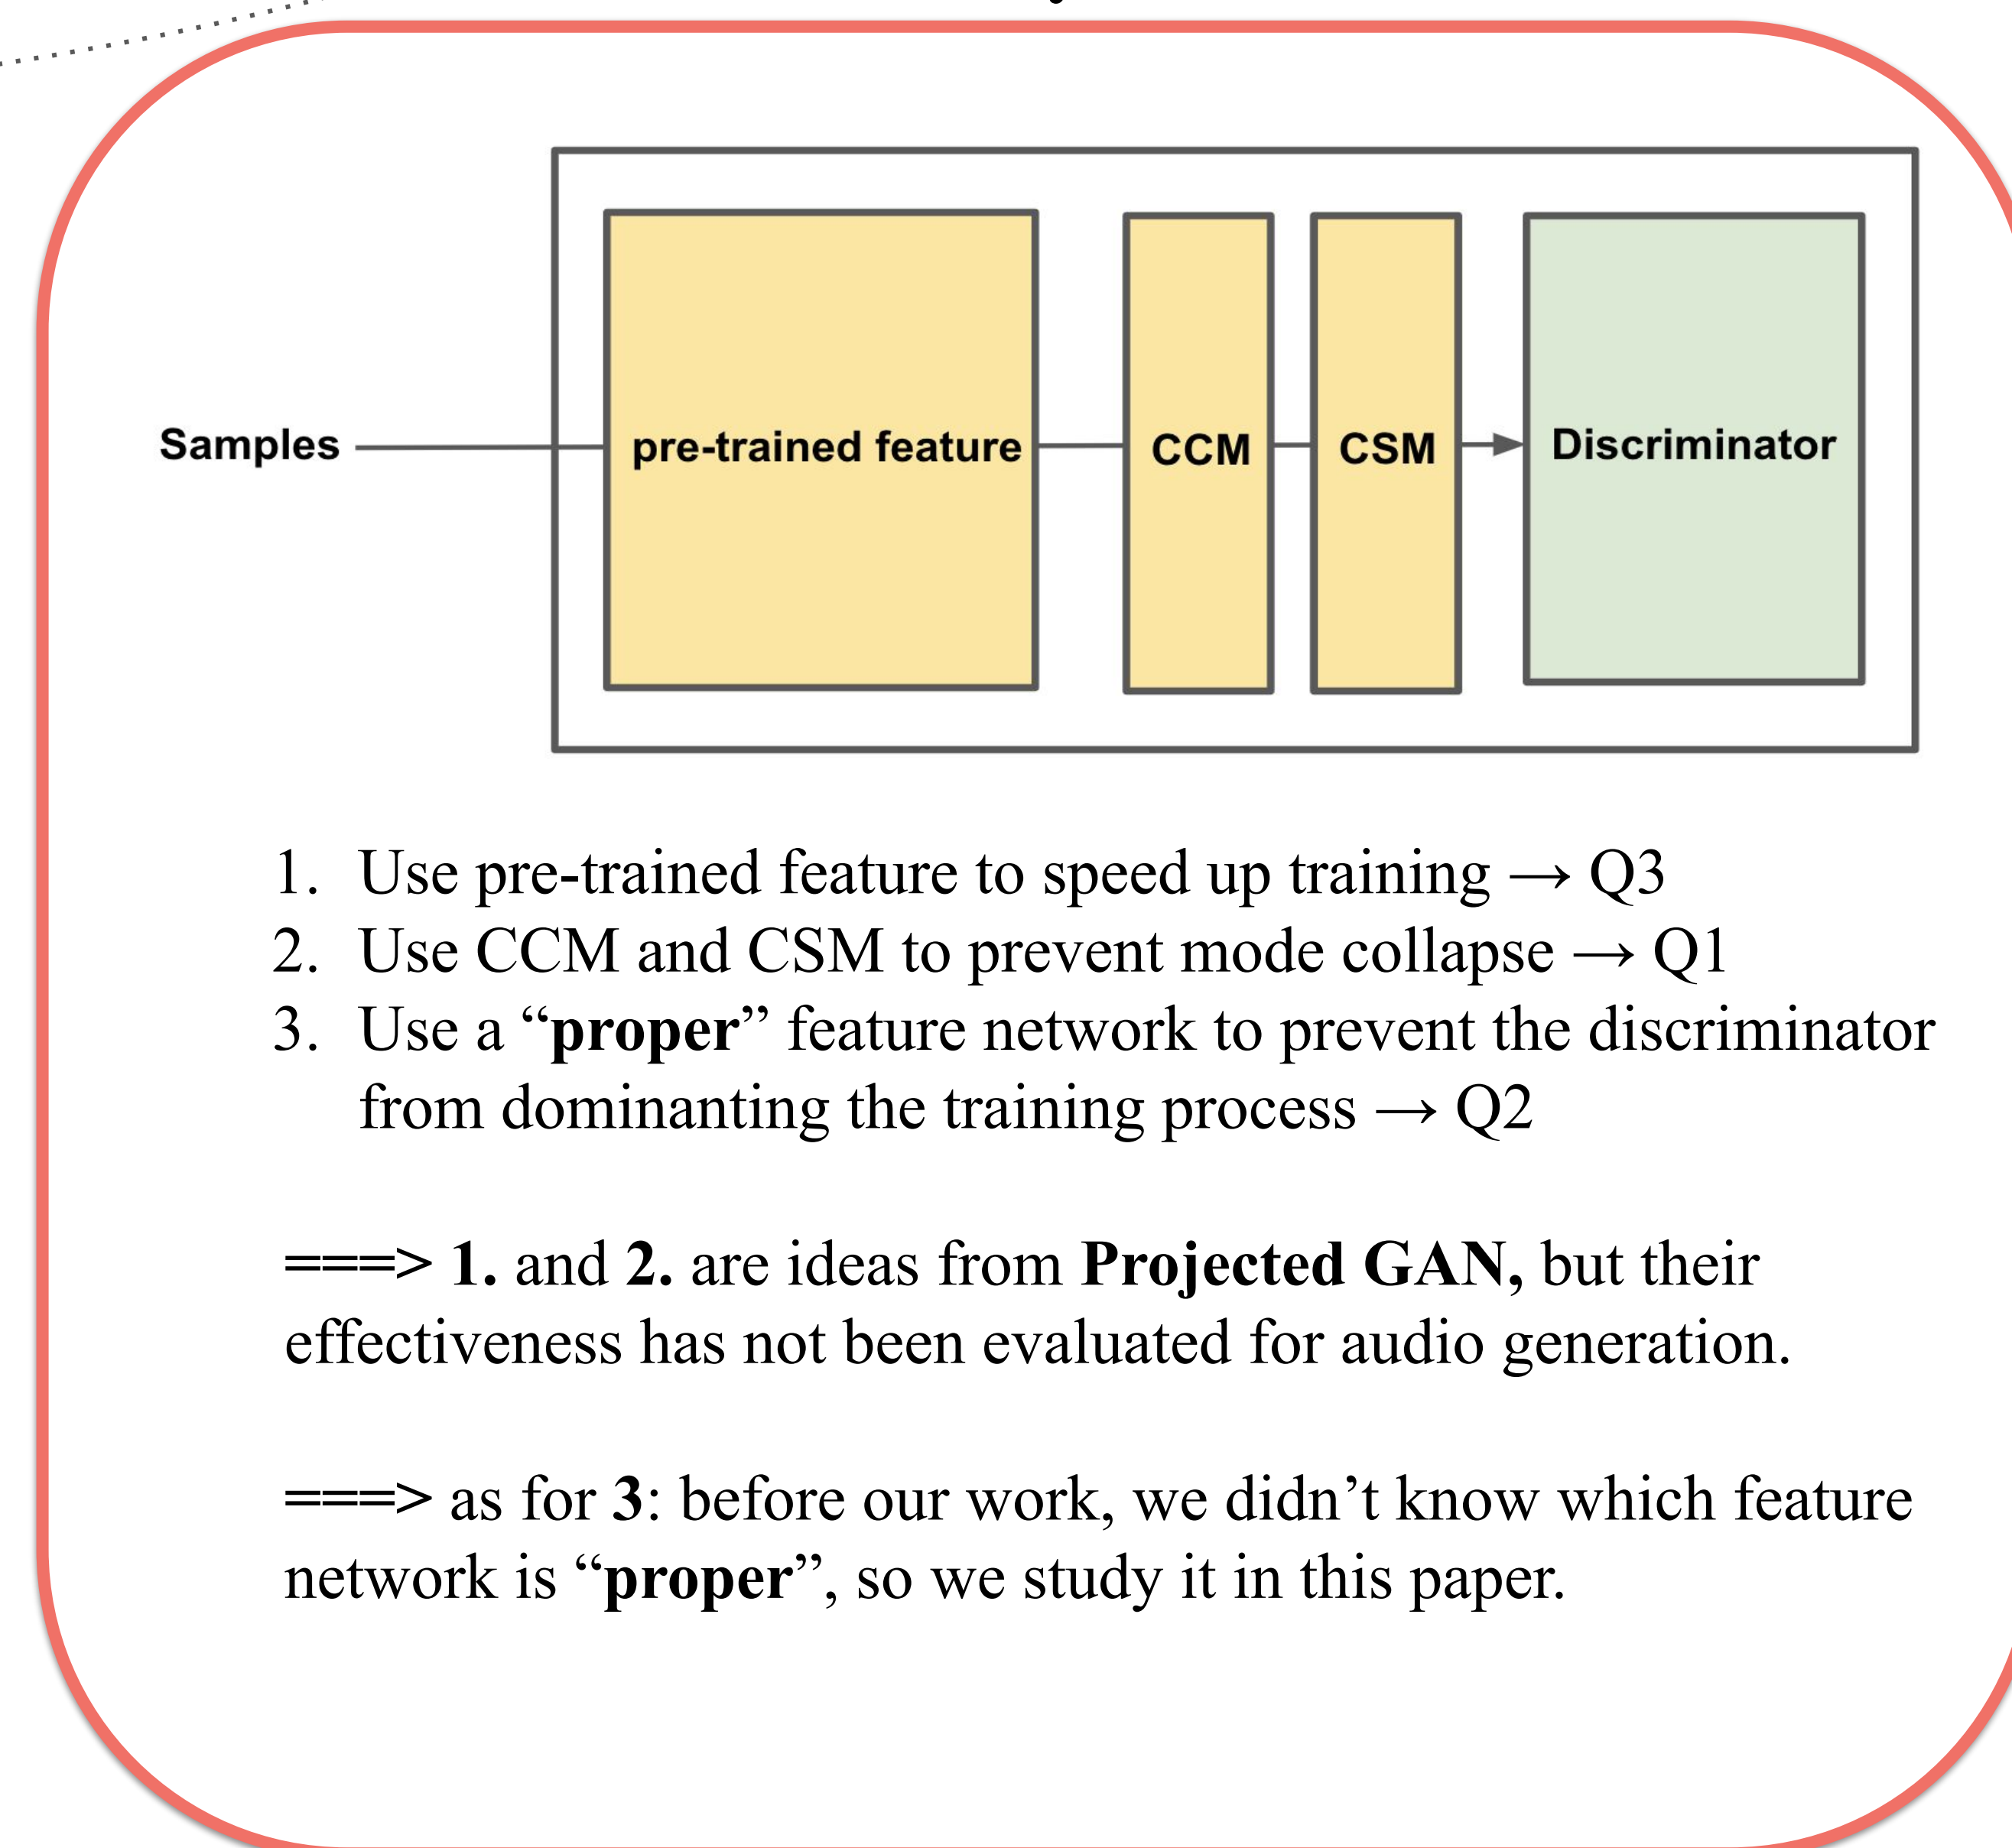 Samples
pre-trained feature
CCM
CSM
Discriminator
1. Use pre-trained feature to speed up training → Q3
2. Use CCM and CSM to prevent mode collapse → Q1
3. Use a “proper” feature network to prevent the discriminator
from dominanting the training process → Q2
====> 1. and 2. are ideas from Projected GAN, but their
effectiveness has not been evaluated for audio generation.
====> as for 3: before our work, we didn’t know which feature
network is “proper”, so we study it in this paper.